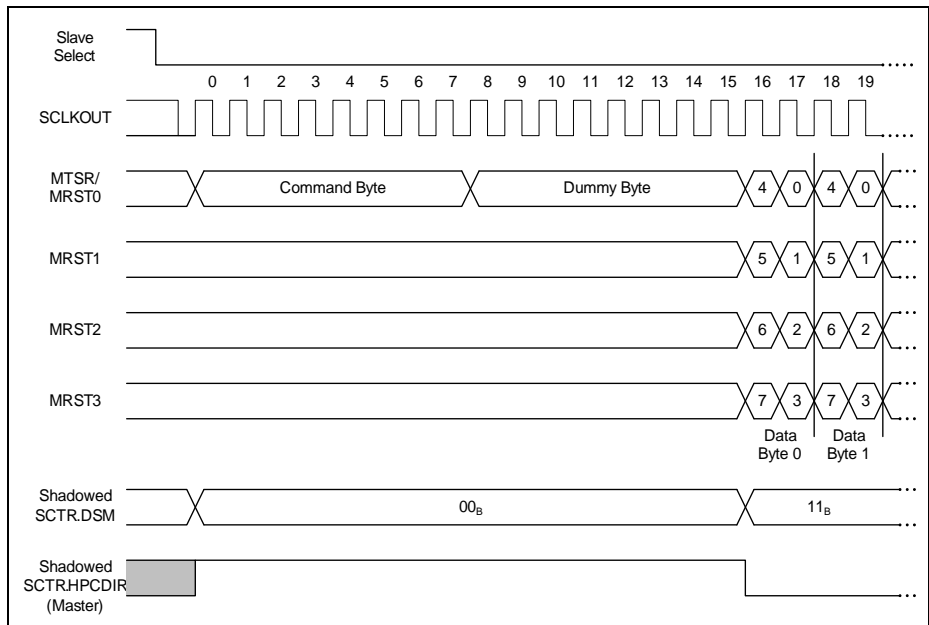 Slave
Select
0 1 2 3 4 5 6 7 8 9 10 11 12 13 14 15 16 17 18 19
SCLKOUT
MTSR/
MRST0
Command Byte
Dummy Byte
4 0 4 0
MRST1
5 1 5 1
MRST2
6 2 6 2
MRST3
7 3 7 3
Data
Byte 0
Data
Byte 1
Shadowed
SCTR.DSM
00B
11B
Shadowed
SCTR.HPCDIR
(Master)